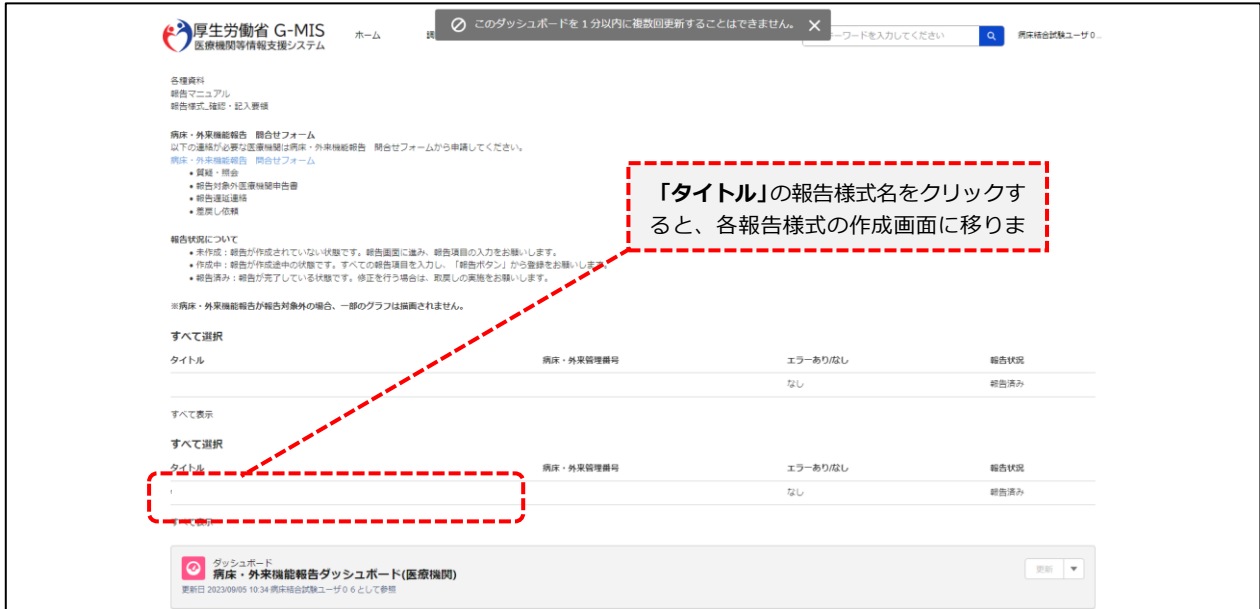 厚生労働省 G-MIS
医療機関等情報支援システム
ホーム
調
このダッシュボードを1分以内に複数回更新することはできません。
ーワードを入力してください
病床結合試験ユーザ0...
各種資料
報告マニュアル
報告様式_確認・記入要領
病床・外来機能報告 問合せフォーム
以下の連絡が必要な医療機関は病床・外来機能報告 問合せフォームから申請してください。
病床・外来機能報告 問合せフォーム
• 質疑・照会
• 報告対象外医療機関申告書
• 報告遅延連絡
• 差戻し依頼
「タイトル」の報告様式名をクリックす
ると、各報告様式の作成画面に移りま
報告状況について
• 未作成：報告が作成されていない状態です。報告画面に進み、報告項目の入力をお願いします。
• 作成中：報告が作成途中の状態です。すべての報告項目を入力し、「報告ボタン」から登録をお願いします。
• 報告済み：報告が完了している状態です。修正を行う場合は、取戻しの実施をお願いします。
※病床・外来機能報告が報告対象外の場合、一部のグラフは描画されません。
すべて選択
タイトル 病床・外来管理番号 エラーあり/なし 報告状況
なし 報告済み
すべて表示
すべて選択
タイトル 病床・外来管理番号 エラーあり/なし 報告状況
なし 報告済み
すべて表示
ダッシュボード
病床・外来機能報告ダッシュボード(医療機関)
更新日 2023/09/05 10:34 病床結合試験ユーザ06として参照
更新